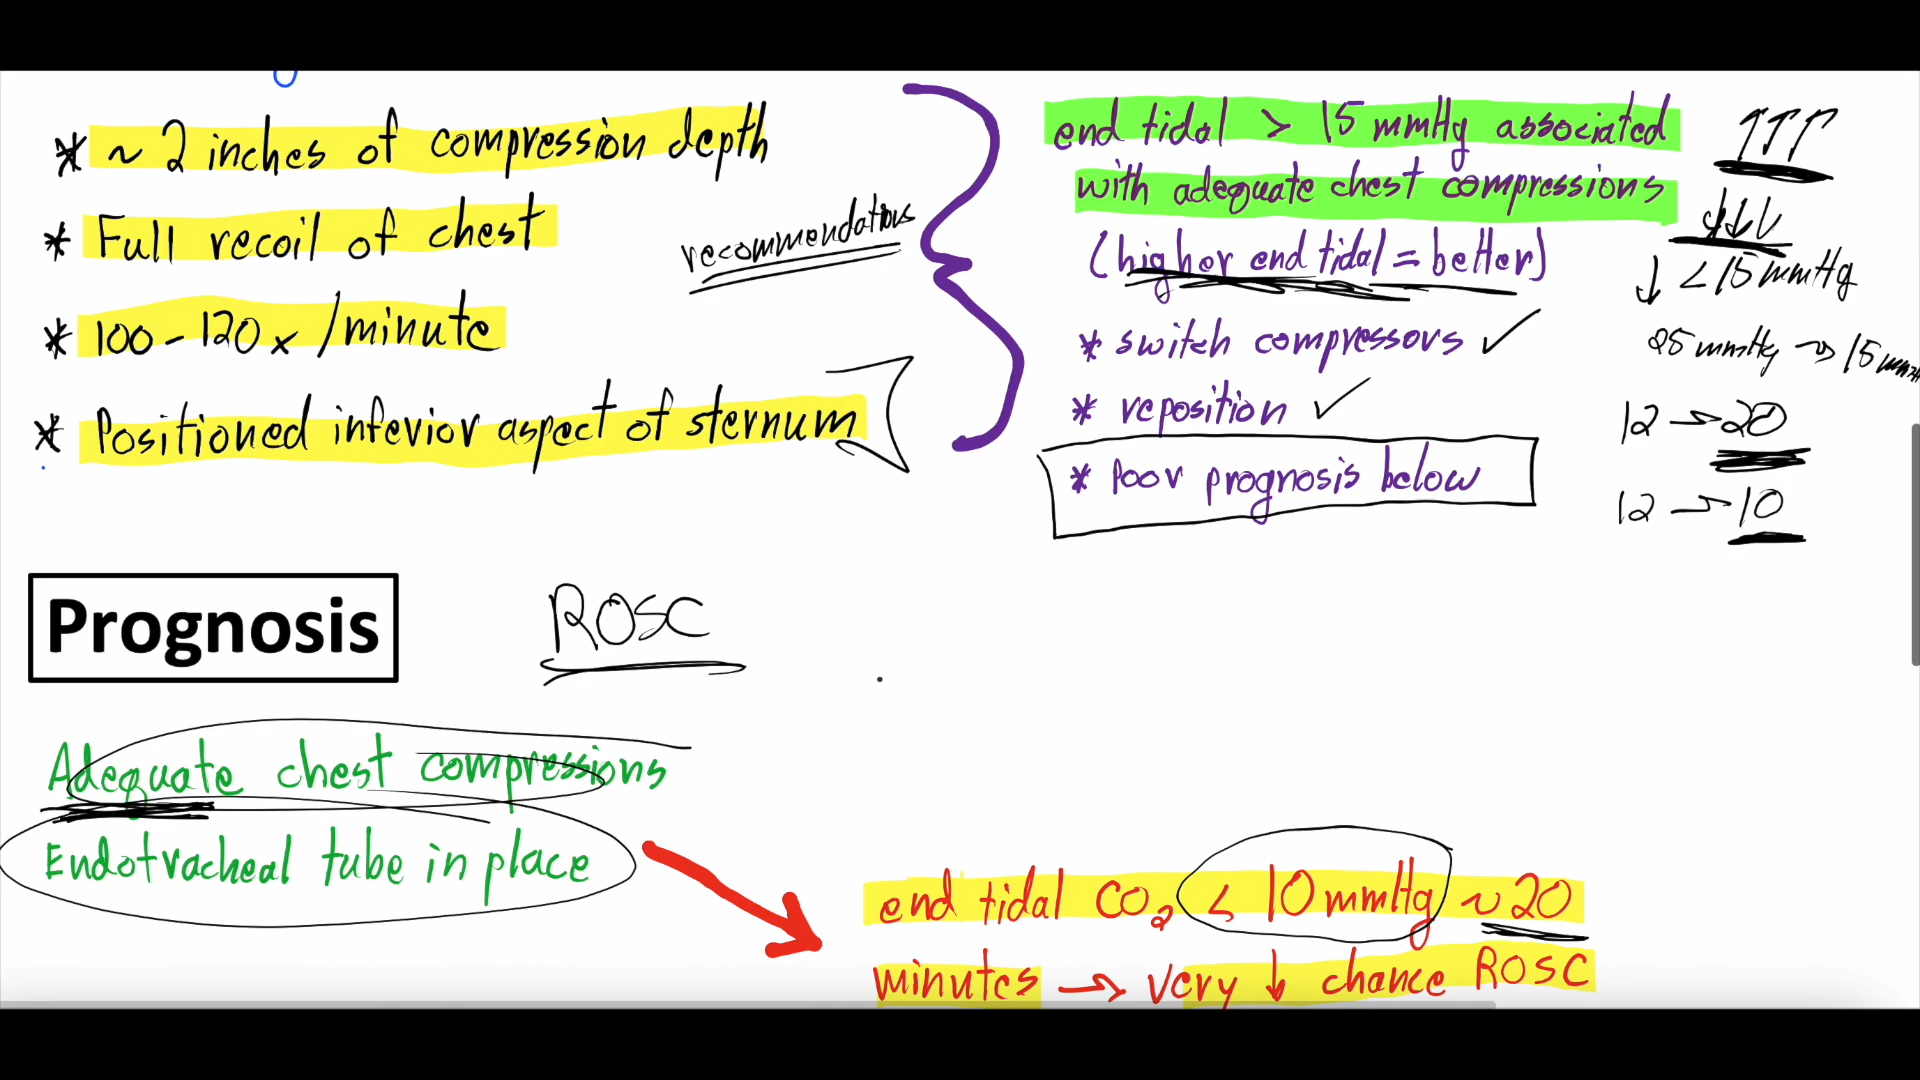 * ~ 2 inches of compression depth
* Full recoil of chest
* 100 - 120 x /minute
* Positioned inferior aspect of sternum
recommendations
end tidal > 15 mmHg associated
with adequate chest compressions
(higher end tidal = better)
* switch compressors ✓
* reposition ✓
* Poor prognosis below
↑↑↑
↓↓↓
↓ < 15 mmHg
25 mmHg → 15 mmH
12 → 20
12 → 10
Prognosis
ROSC
Adequate chest compressions
Endotracheal tube in place
end tidal CO₂ < 10 mmHg ~ 20
minutes → very ↓ chance ROSC